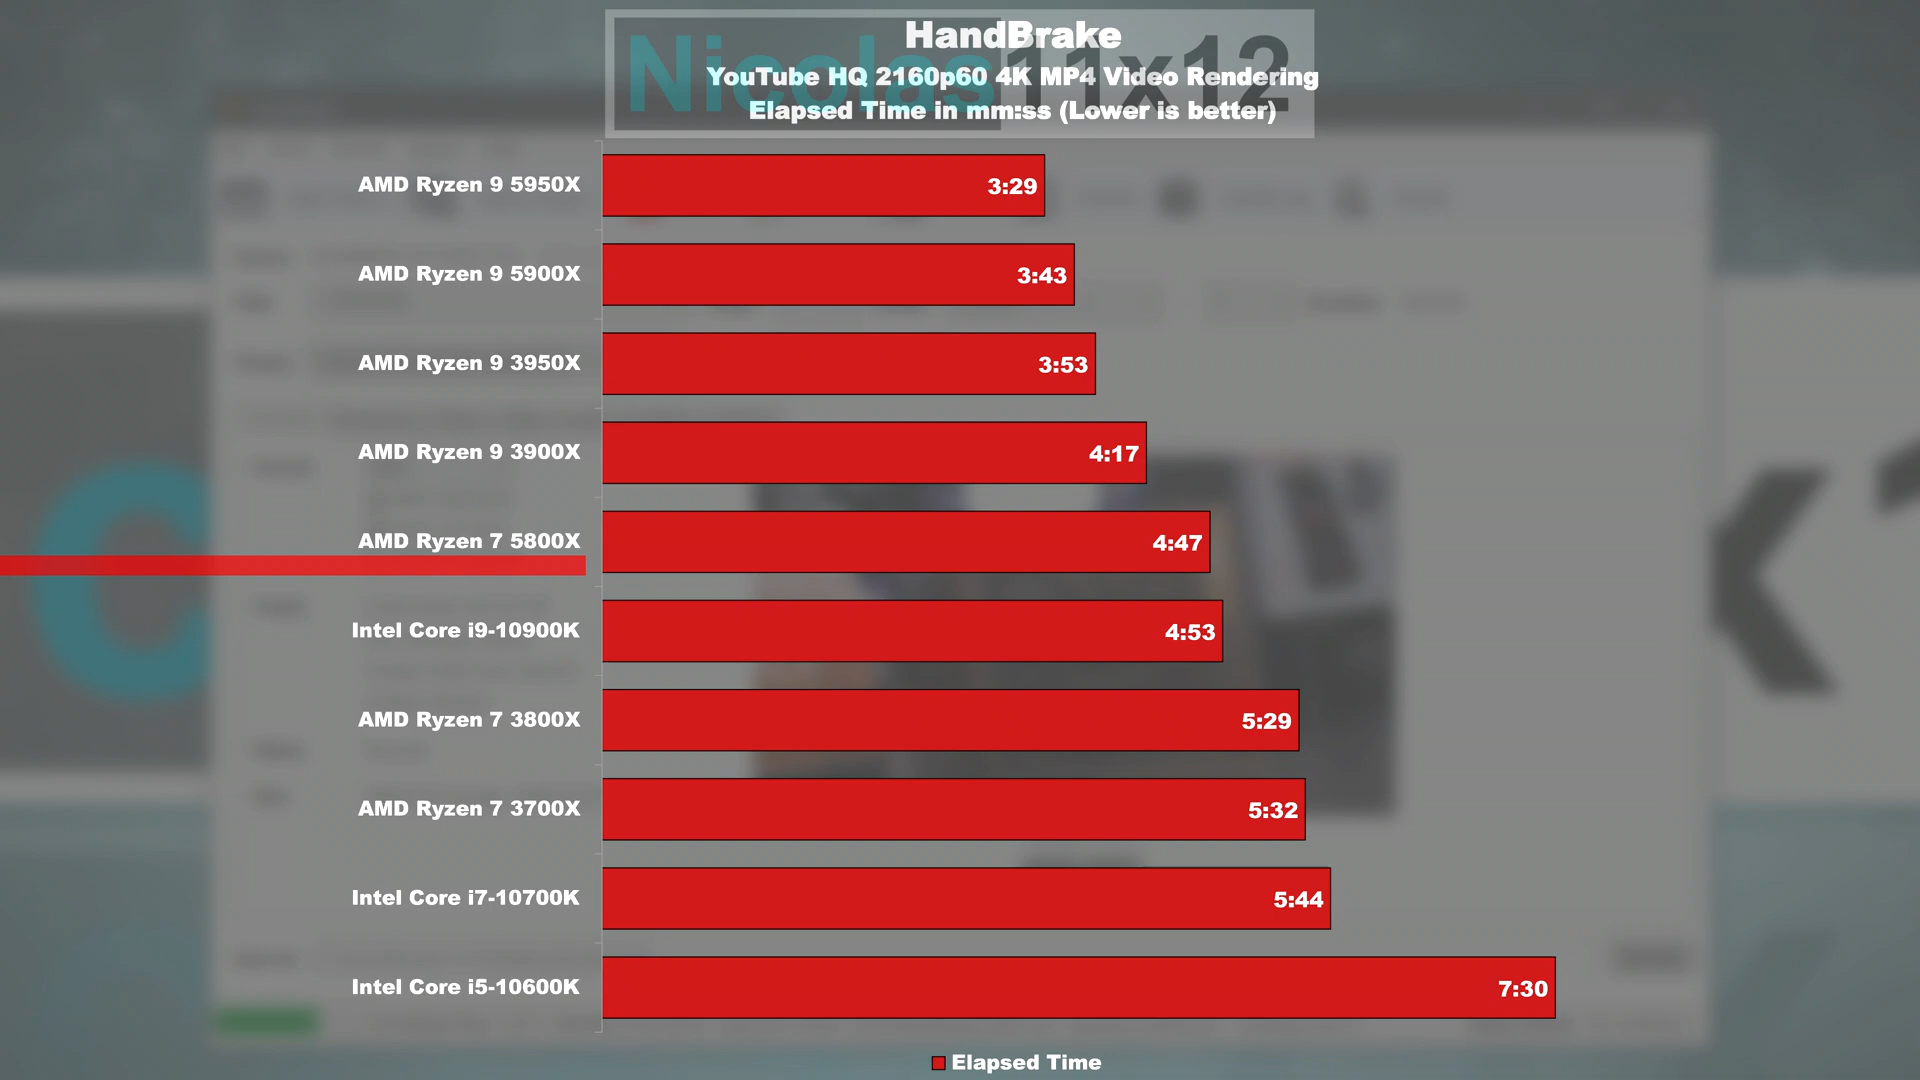 Nicolas11x12
HandBrake
YouTube HQ 2160p60 4K MP4 Video Rendering
Elapsed Time in mm:ss (Lower is better)
AMD Ryzen 9 5950X 3:29
AMD Ryzen 9 5900X 3:43
AMD Ryzen 9 3950X 3:53
AMD Ryzen 9 3900X 4:17
AMD Ryzen 7 5800X 4:47
Intel Core i9-10900K 4:53
AMD Ryzen 7 3800X 5:29
AMD Ryzen 7 3700X 5:32
Intel Core i7-10700K 5:44
Intel Core i5-10600K 7:30
Elapsed Time